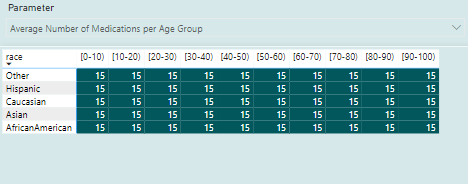 Parameter
Average Number of Medications per Age Group
race [0-10) [10-20) [20-30) [30-40) [40-50) [50-60) [60-70) [70-80) [80-90) [90-100)
Other 15 15 15 15 15 15 15 15 15 15
Hispanic 15 15 15 15 15 15 15 15 15 15
Caucasian 15 15 15 15 15 15 15 15 15 15
Asian 15 15 15 15 15 15 15 15 15 15
AfricanAmerican 15 15 15 15 15 15 15 15 15 15